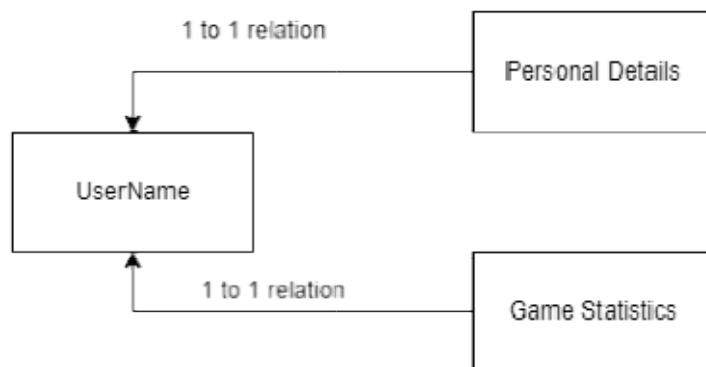 1 to 1 relation
Personal Details
UserName
1 to 1 relation
Game Statistics